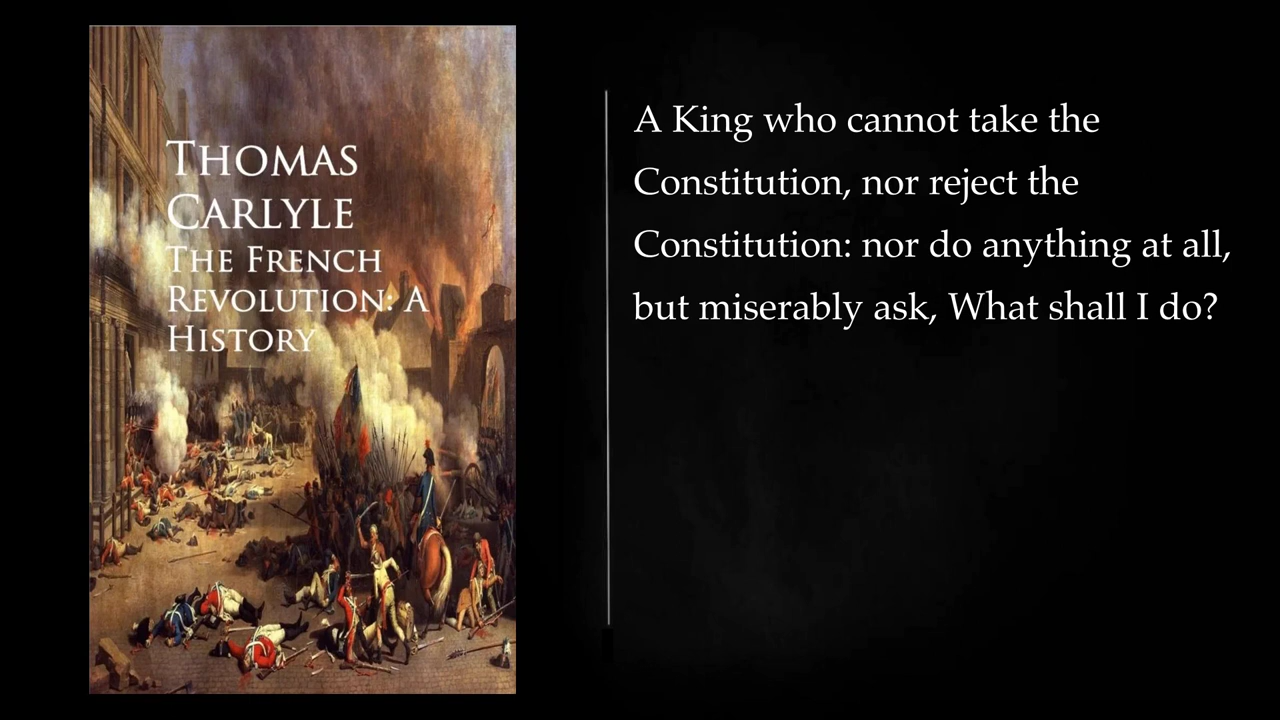 THOMAS
CARLYLE
THE FRENCH
REVOLUTION: A
HISTORY
A King who cannot take the
Constitution, nor reject the
Constitution: nor do anything at all,
but miserably ask, What shall I do?